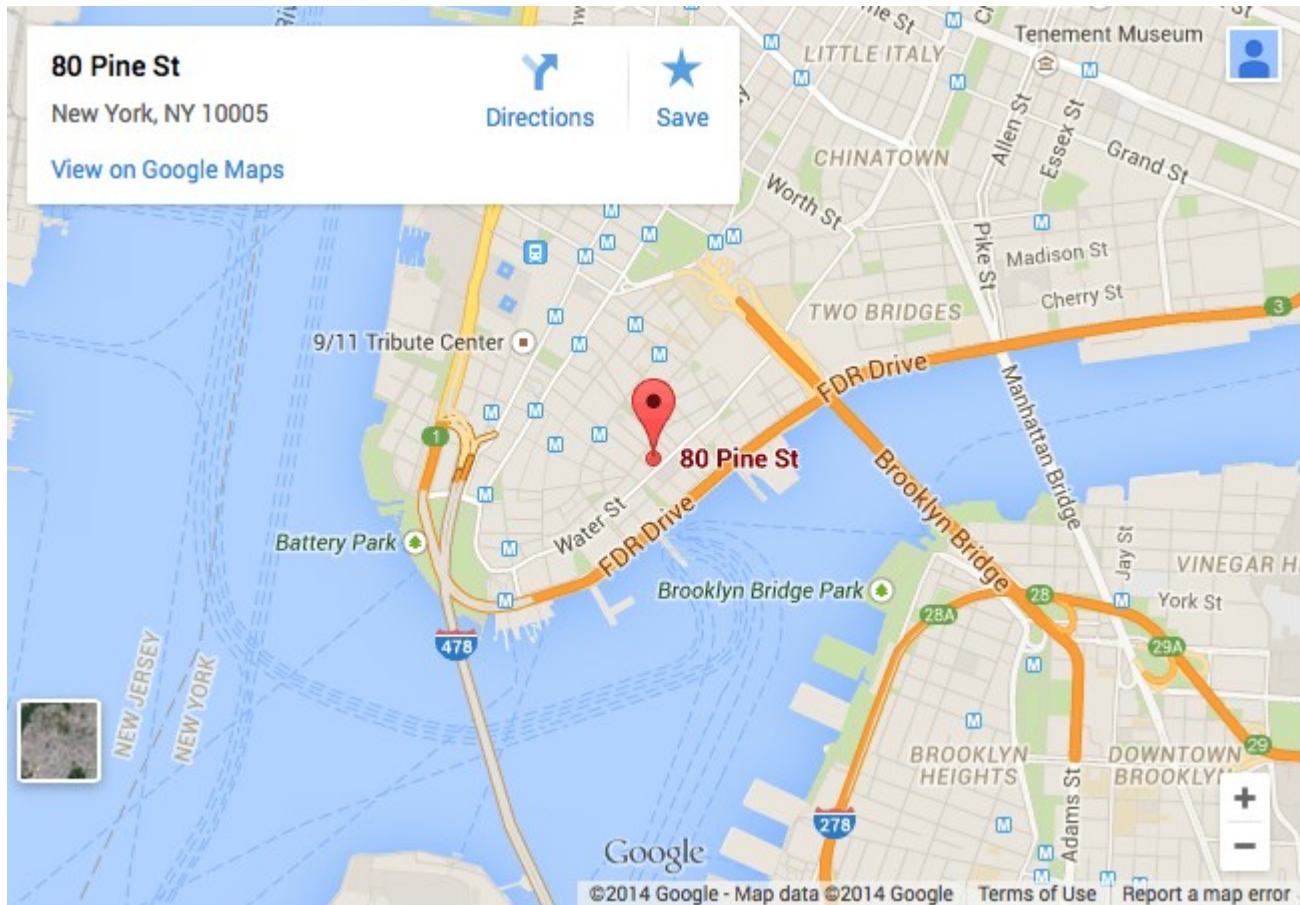 80 Pine St
New York, NY 10005
View on Google Maps
Directions
Save
Tenement Museum
LITTLE ITALY
CHINATOWN
Allen St
Essex St
Grand St
Worth St
Pike St
Madison St
Cherry St
TWO BRIDGES
3
9/11 Tribute Center
FDR Drive
Manhattan Bridge
1
80 Pine St
Brooklyn Bridge
Water St
FDR Drive
Battery Park
Jay St
VINEGAR H
Brooklyn Bridge Park
28A
28
York St
478
29A
NEW JERSEY
NEW YORK
BROOKLYN
HEIGHTS
DOWNTOWN
BROOKLYN
29
Adams St
278
+
−
Google
©2014 Google - Map data ©2014 Google
Terms of Use
Report a map error